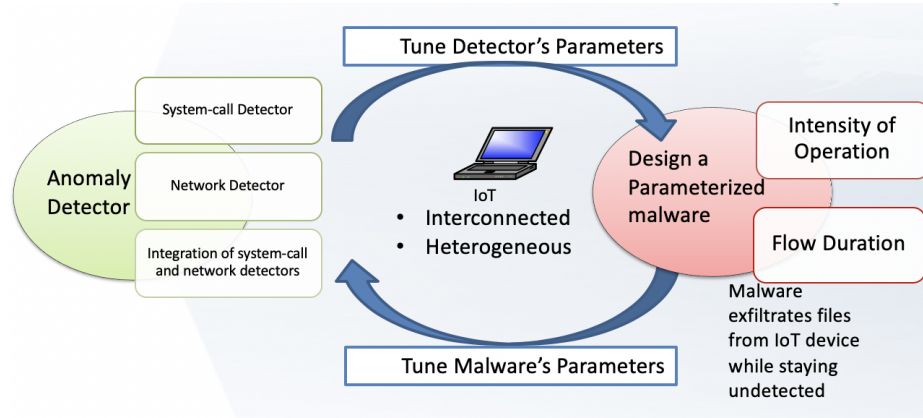 Tune Detector's Parameters
System-call Detector
Anomaly
Detector
Network Detector
Integration of system-call
and network detectors
IoT
• Interconnected
• Heterogeneous
Design a
Parameterized
malware
Intensity of
Operation
Flow Duration
Malware
exfiltrates files
from IoT device
while staying
undetected
Tune Malware's Parameters